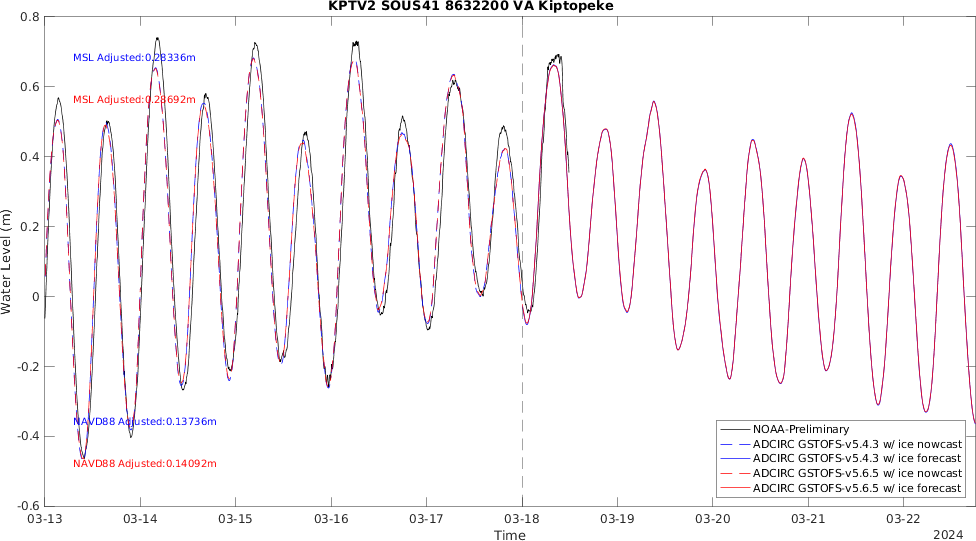 KPTV2 SOUS41 8632200 VA Kiptopeke
0.8
MSL Adjusted:0.28336m
0.6
MSL Adjusted:0.28692m
0.4
0.2
Water Level (m)
0
-0.2
NAVD88 Adjusted:0.13736m
-0.4
NAVD88 Adjusted:0.14092m
-0.6
NOAA-Preliminary
ADCIRC GSTOFS-v5.4.3 w/ ice nowcast
ADCIRC GSTOFS-v5.4.3 w/ ice forecast
ADCIRC GSTOFS-v5.6.5 w/ ice nowcast
ADCIRC GSTOFS-v5.6.5 w/ ice forecast
03-13 03-14 03-15 03-16 03-17 03-18 03-19 03-20 03-21 03-22
Time
2024